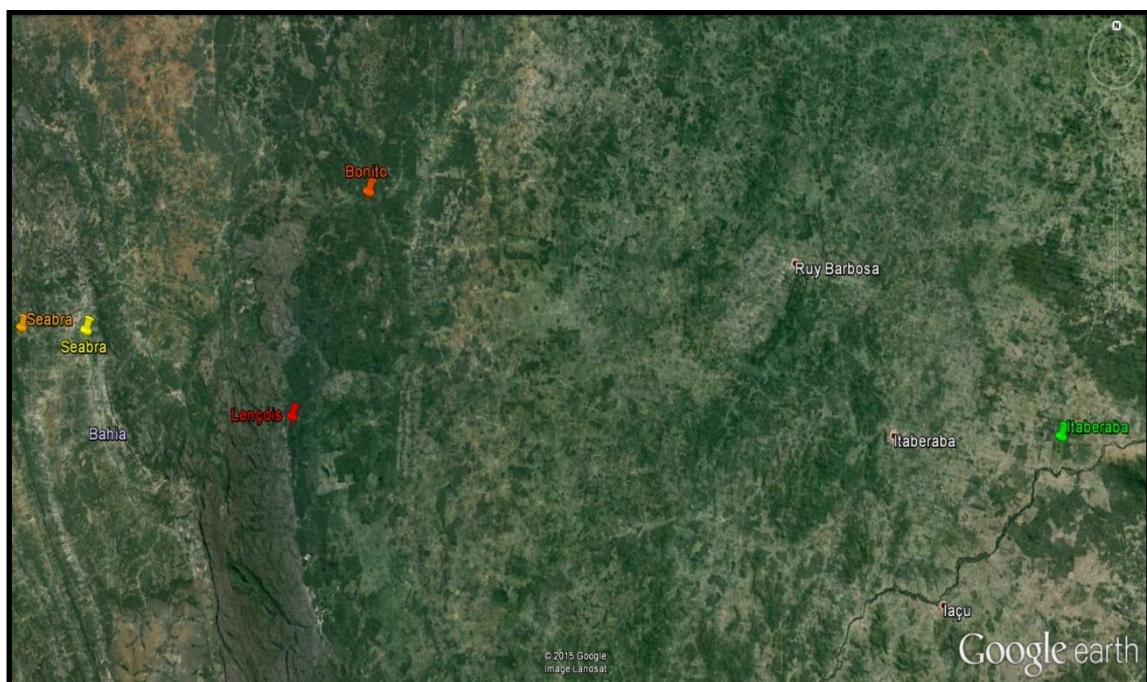 N
Bonito
Ruy Barbosa
Seabra
Seabra
Lençóis
Bahia
Itaberaba
Itaberaba
Iaçu
© 2015 Google
Image Landsat
Google earth